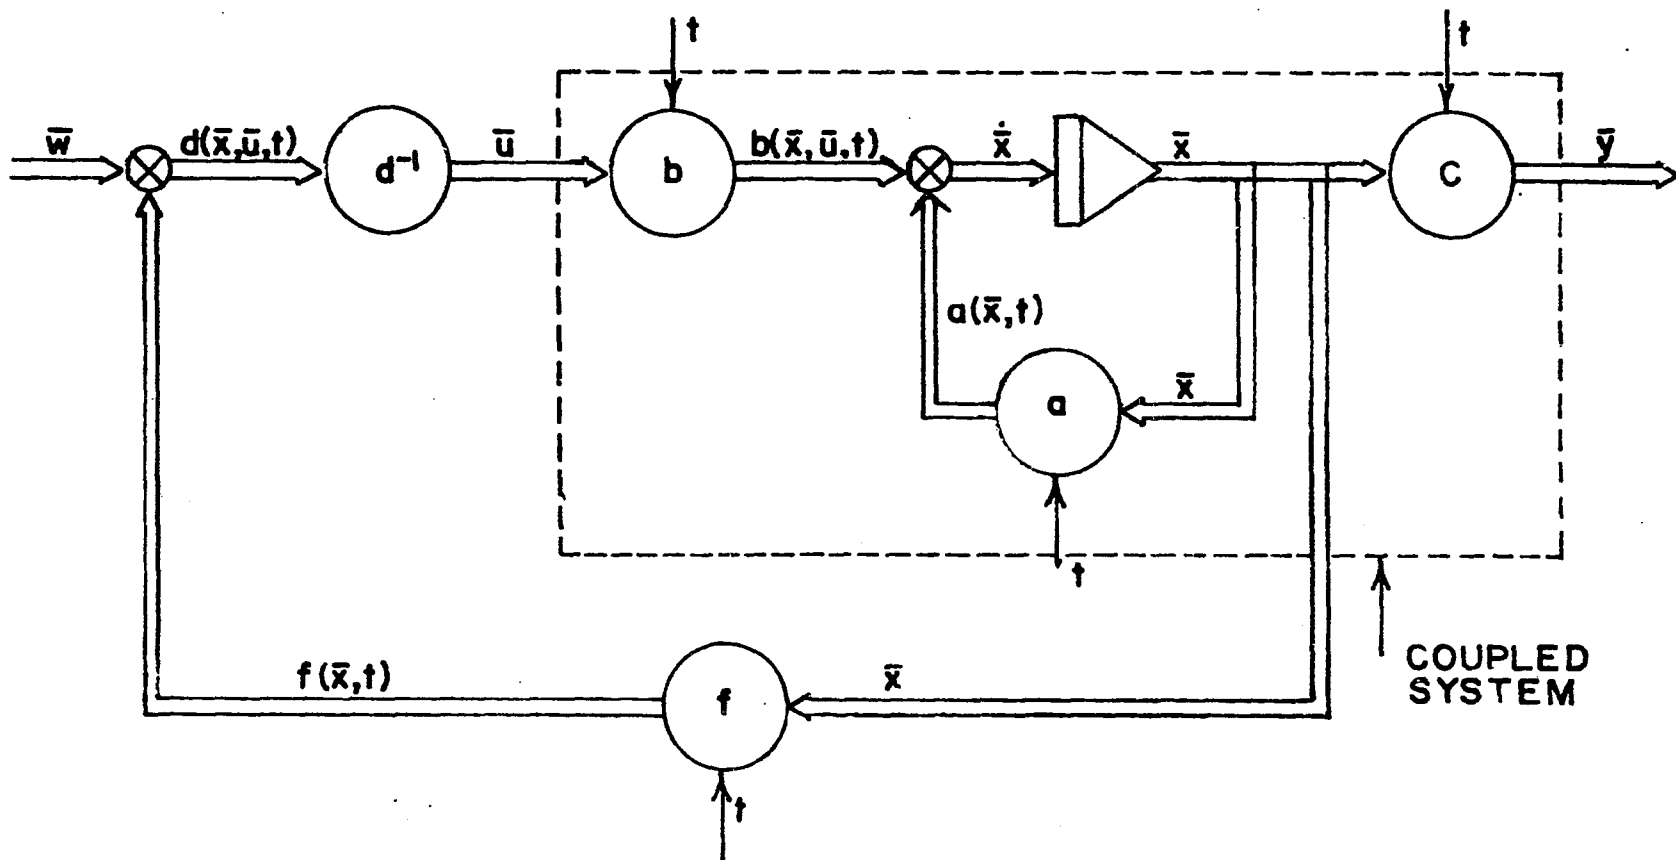 t
t
w̅
d(x̅,u̅,t)
d⁻¹
u̅
b
b(x̅,u̅,t)
ẋ̅
x̅
C
y̅
a(x̅,t)
a
x̅
t
COUPLED
SYSTEM
f(x̅,t)
f
x̅
t